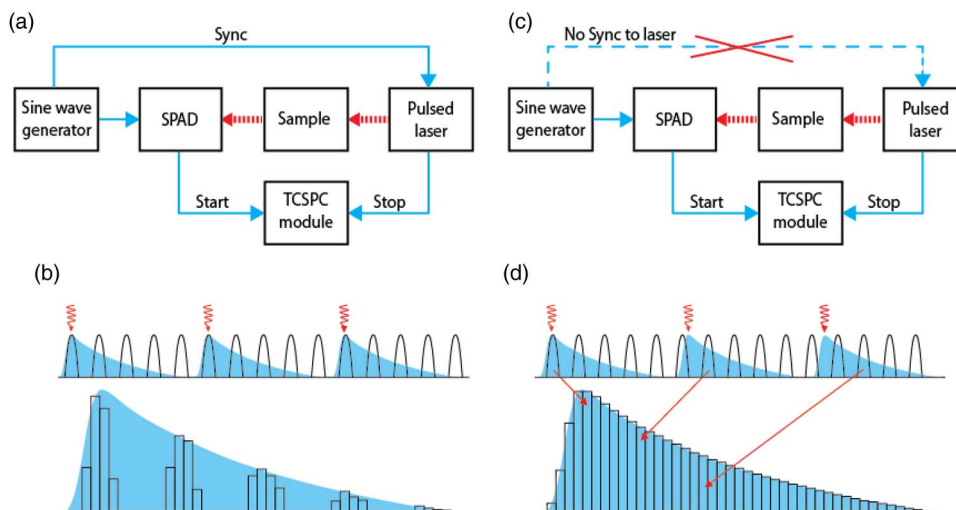 (a)
Sync
Sine wave
generator
SPAD
Sample
Pulsed
laser
Start
TCSPC
module
Stop
(c)
No Sync to laser
Sine wave
generator
SPAD
Sample
Pulsed
laser
Start
TCSPC
module
Stop
(b)
(d)